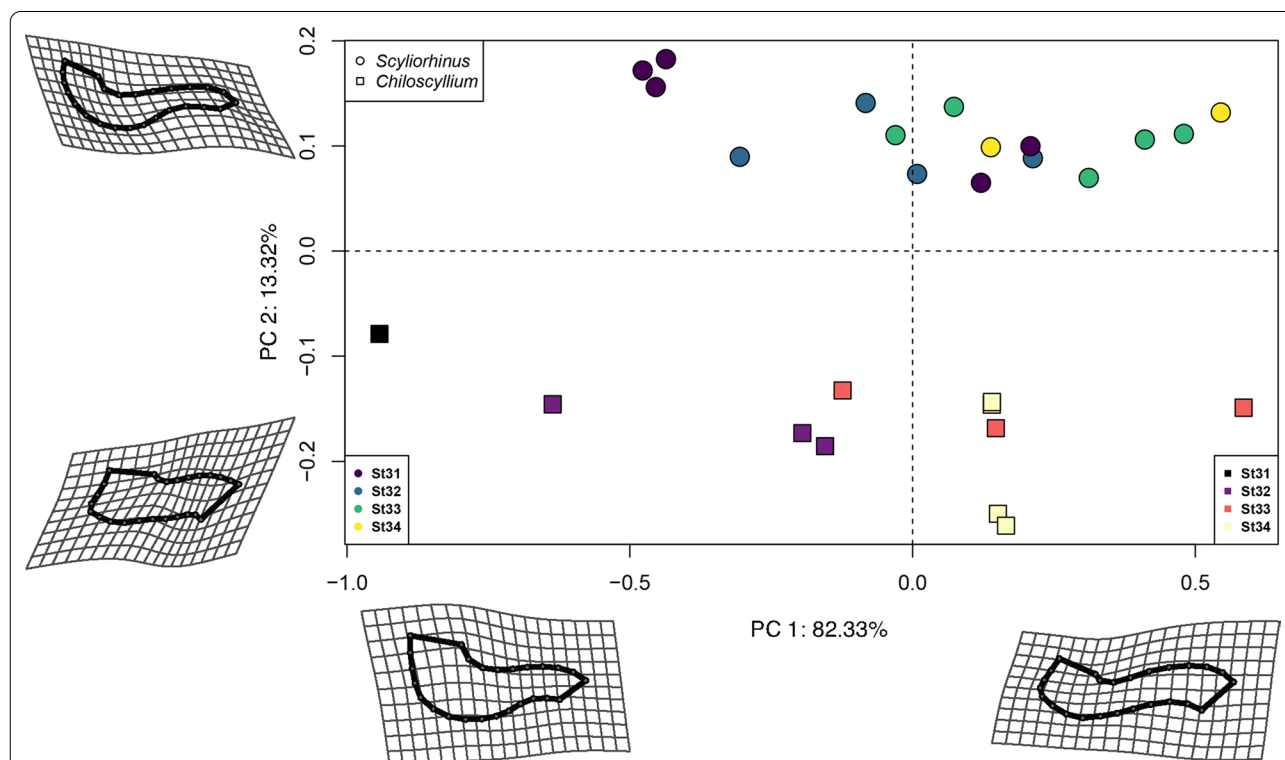 Scyliorhinus
Chiloscyllium
0.2
0.1
0.0
−0.1
−0.2
PC 2: 13.32%
St31
St32
St33
St34
St31
St32
St33
St34
−1.0
−0.5
0.0
0.5
PC 1: 82.33%